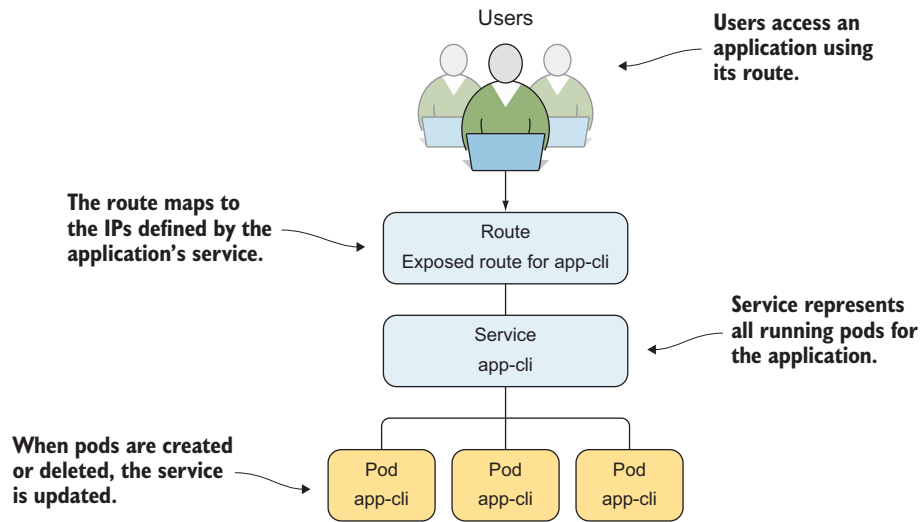 Users
Users access an
application using
its route.
The route maps to
the IPs defined by the
application’s service.
Route
Exposed route for app-cli
Service represents
all running pods for
the application.
Service
app-cli
When pods are created
or deleted, the service
is updated.
Pod
app-cli
Pod
app-cli
Pod
app-cli